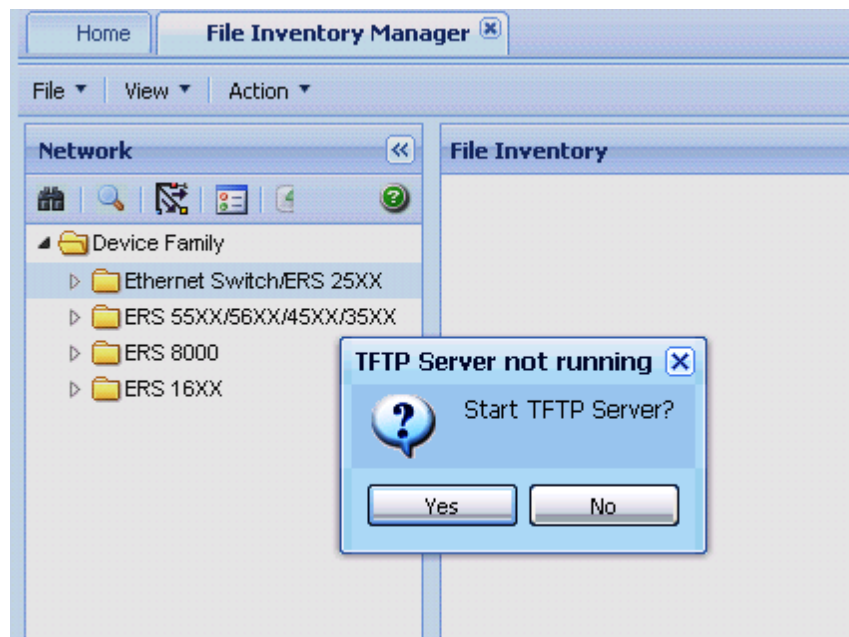 Home
File Inventory Manager
File
View
Action
Network
File Inventory
Device Family
Ethernet Switch/ERS 25XX
ERS 55XX/56XX/45XX/35XX
ERS 8000
ERS 16XX
TFTP Server not running
Start TFTP Server?
Yes
No